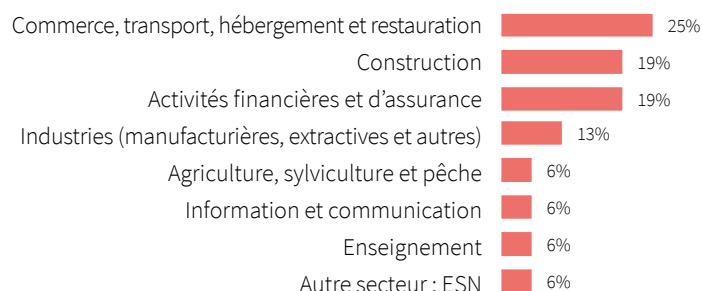 Commerce, transport, hébergement et restauration 25%
Construction 19%
Activités financières et d’assurance 19%
Industries (manufacturières, extractives et autres) 13%
Agriculture, sylviculture et pêche 6%
Information et communication 6%
Enseignement 6%
Autre secteur : ESN 6%